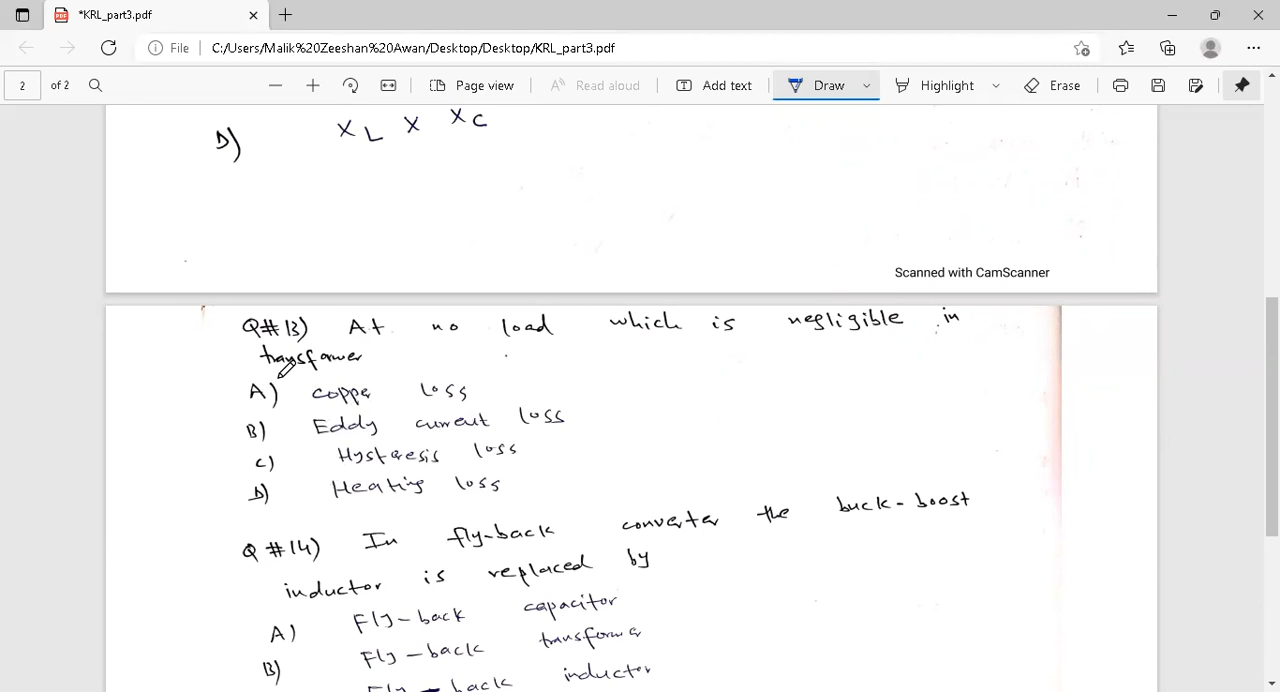 *KRL_part3.pdf
File C:/Users/Malik%20Zeeshan%20Awan/Desktop/Desktop/KRL_part3.pdf
2 of 2 Page view Read aloud Add text Draw Highlight Erase
D) XL X XC
Scanned with CamScanner
Q#13) At no load which is negligible in
transformer
A) copper loss
B) Eddy current loss
c) Hysteresis loss
D) Heating loss
Q #14) In fly-back converter the buck-boost
inductor is replaced by
A) Fly-back capacitor
B) Fly-back transformer
Fly-back inductor